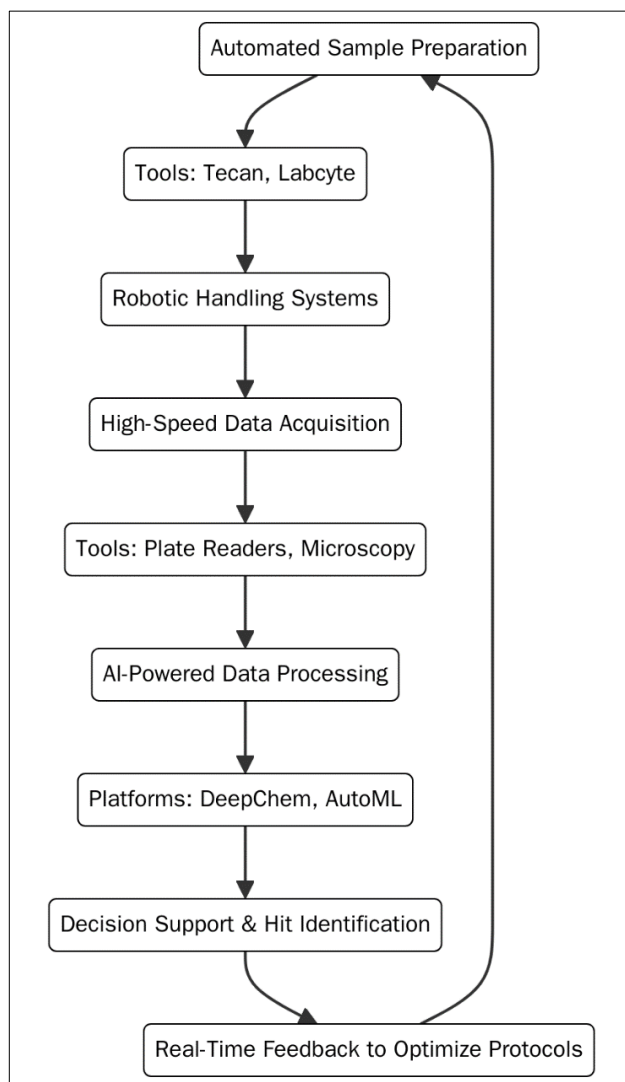 Automated Sample Preparation
Tools: Tecan, Labcyte
Robotic Handling Systems
High-Speed Data Acquisition
Tools: Plate Readers, Microscopy
AI-Powered Data Processing
Platforms: DeepChem, AutoML
Decision Support & Hit Identification
Real-Time Feedback to Optimize Protocols